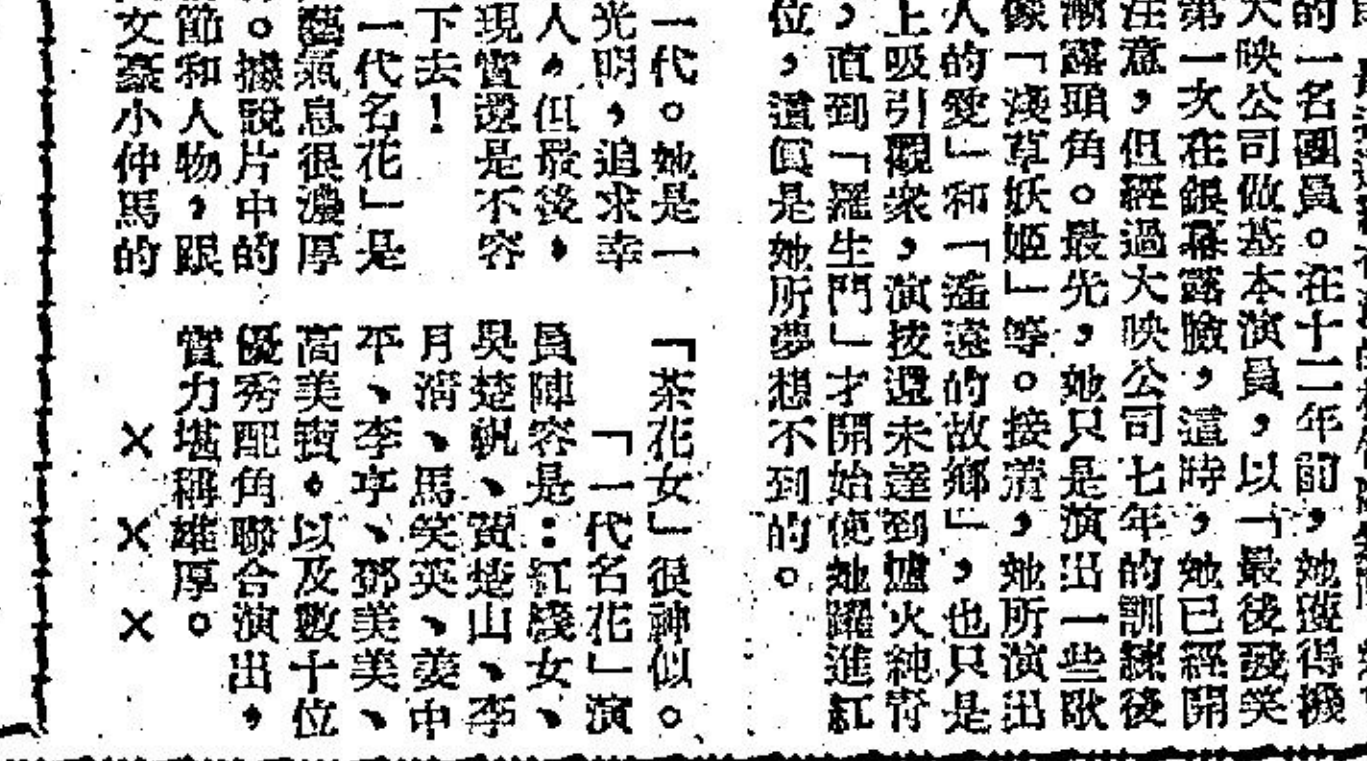 的一名團員。在十二年前,她獲得機
大映公司做基本演員,以「最後一笑
第一次在銀幕露臉,這時,她已經開
注意,但經過大映公司七年的訓練後
漸露頭角。最光,她只是演出一些歌
像「淺草妖姬」等。接着,她所演出
人的愛」和「遙遠的故鄉」,也只是
上吸引觀衆,演技還未達到爐火純青
,直到「羅生門」才開始使她躍進紅
位,這眞是她所夢想不到的。
一代。她是一
光明,追求幸
人,但最後,
現實還是不容
下去!
一代名花」是
藝氣息很濃厚
。據說片中的
節和人物,跟
文豪小仲馬的
「茶花女」很神似。
「一代名花」演
員陣容是:紅綫女、
吳楚帆、黃楚山、李
月清、馬笑英、姜中
平、李亨、鄧美美、
高美寶,以及數十位
優秀配角聯合演出,
實力堪稱雄厚。
×××